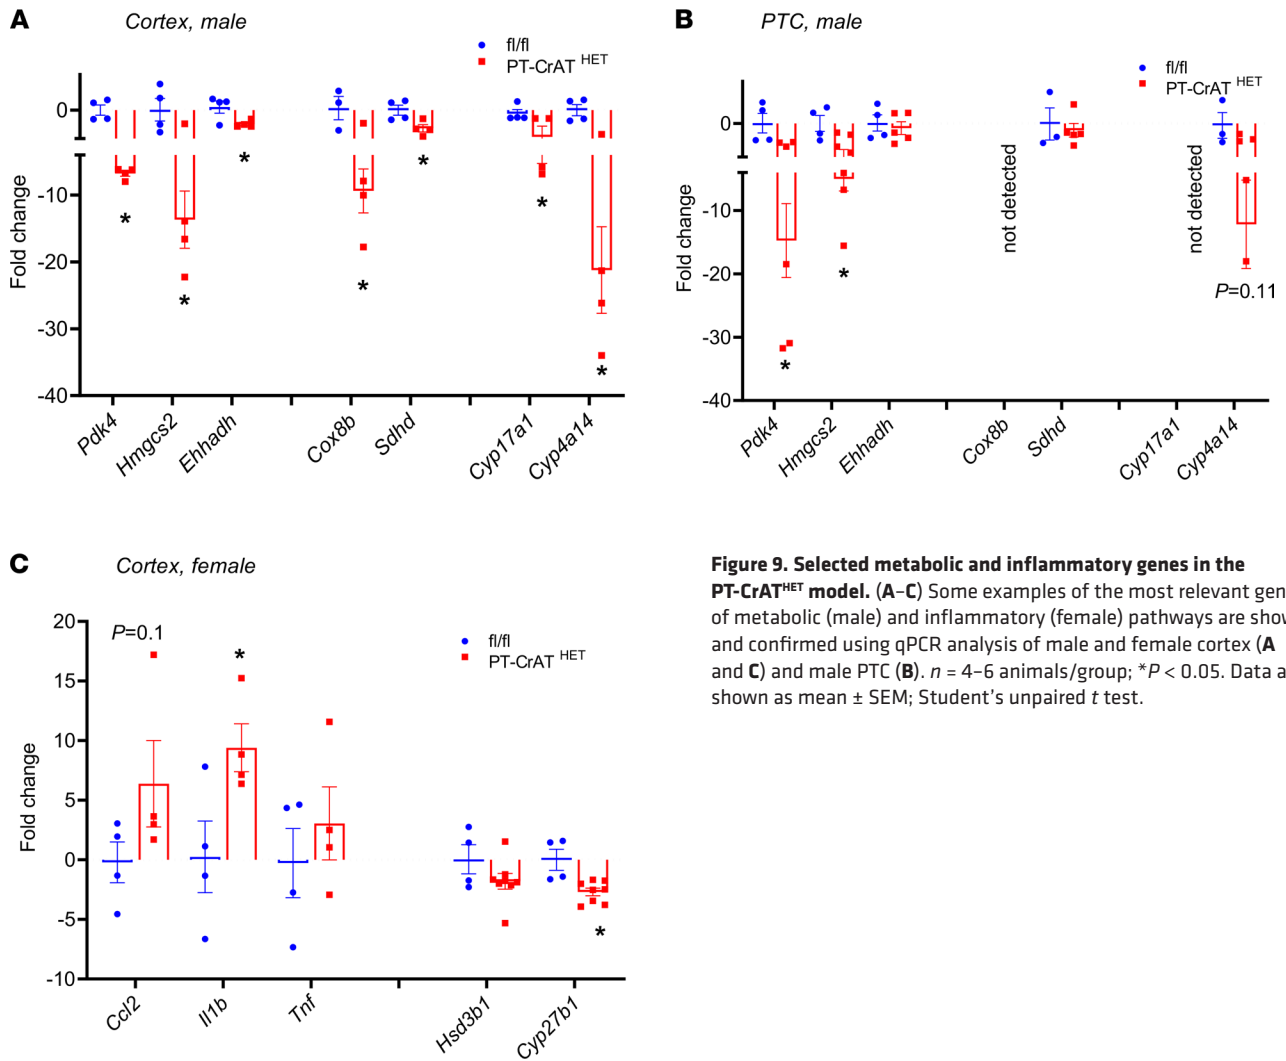 A
Cortex, male
fl/fl
PT-CrAT HET
Fold change
0
-10
-20
-30
-40
*
*
*
*
*
*
*
Pdk4
Hmgcs2
Ehhadh
Cox8b
Sdhd
Cyp17a1
Cyp4a14
B
PTC, male
fl/fl
PT-CrAT HET
Fold change
0
-10
-20
-30
-40
*
*
not detected
not detected
P=0.11
Pdk4
Hmgcs2
Ehhadh
Cox8b
Sdhd
Cyp17a1
Cyp4a14
C
Cortex, female
fl/fl
PT-CrAT HET
Fold change
20
15
10
5
0
-5
-10
P=0.1
*
*
Ccl2
Il1b
Tnf
Hsd3b1
Cyp27b1
Figure 9. Selected metabolic and inflammatory genes in the
PT-CrATHET model. (A–C) Some examples of the most relevant gen
of metabolic (male) and inflammatory (female) pathways are show
and confirmed using qPCR analysis of male and female cortex (A
and C) and male PTC (B). n = 4–6 animals/group; *P < 0.05. Data a
shown as mean ± SEM; Student's unpaired t test.